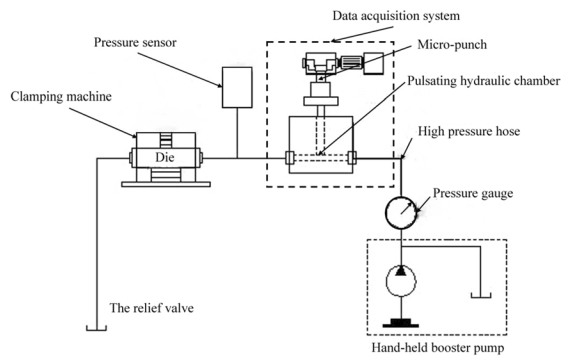 Data acquisition system
Pressure sensor
Micro-punch
Clamping machine
Pulsating hydraulic chamber
High pressure hose
Die
Pressure gauge
The relief valve
Hand-held booster pump